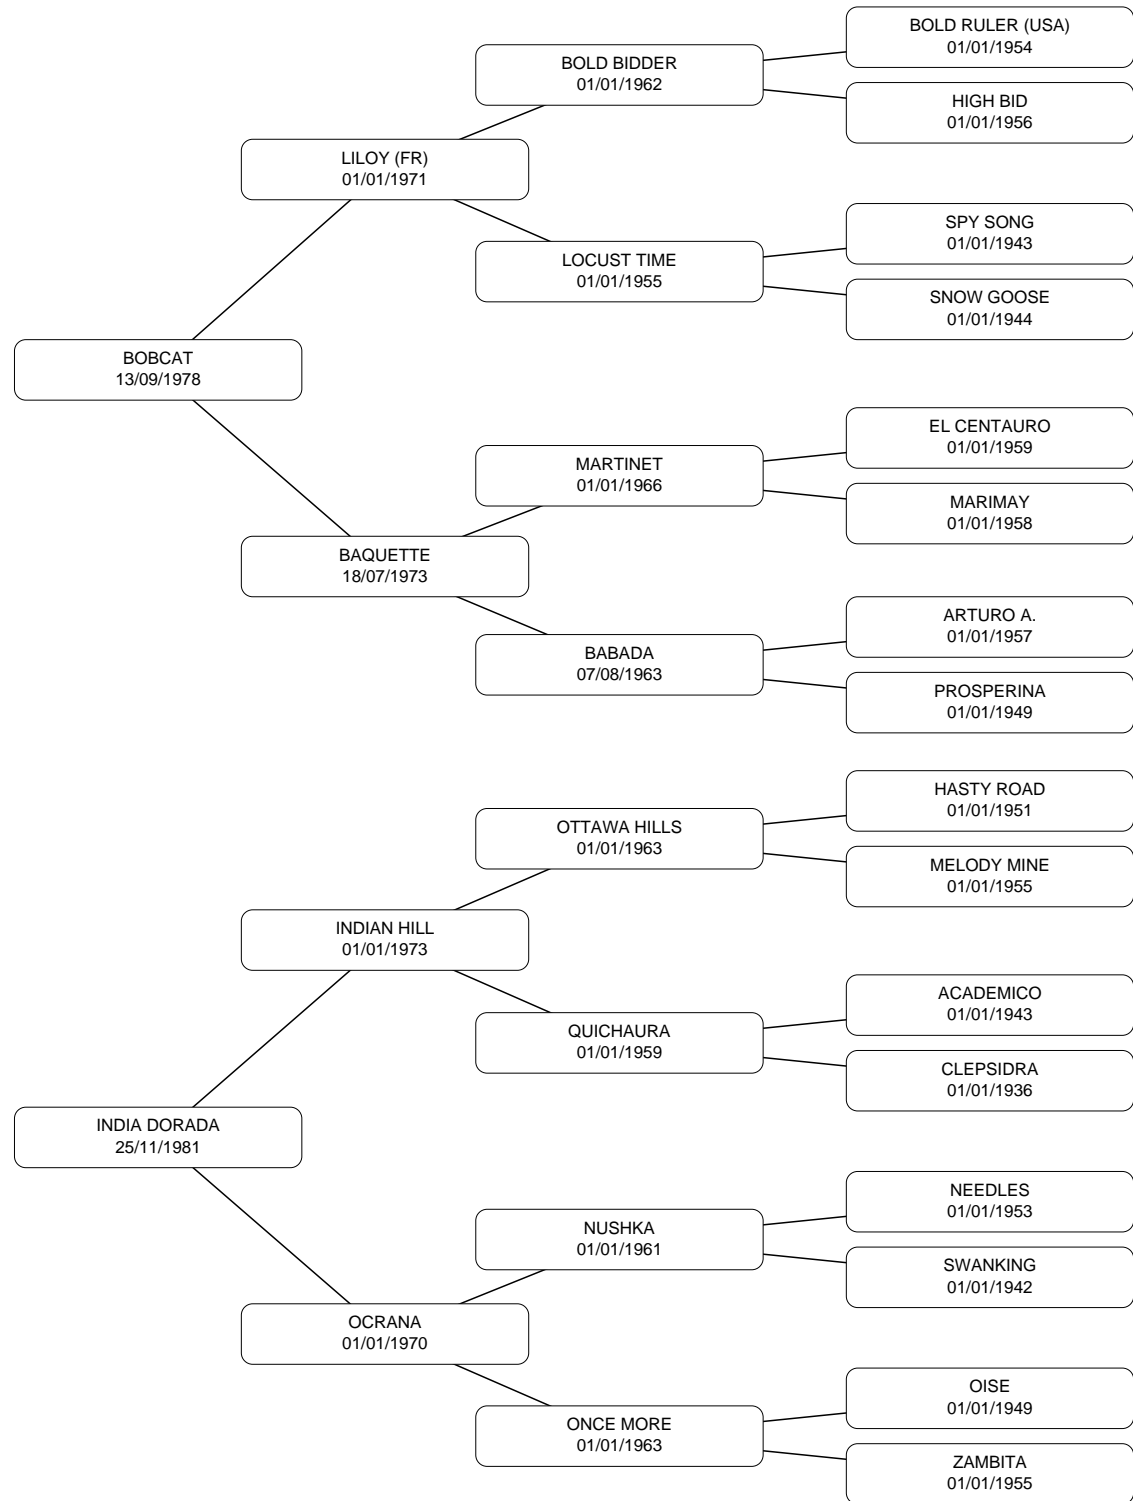 BOLD RULER (USA)
01/01/1954
BOLD BIDDER
01/01/1962
HIGH BID
01/01/1956
LILOY (FR)
01/01/1971
SPY SONG
01/01/1943
LOCUST TIME
01/01/1955
SNOW GOOSE
01/01/1944
BOBCAT
13/09/1978
EL CENTAURO
01/01/1959
MARTINET
01/01/1966
MARIMAY
01/01/1958
BAQUETTE
18/07/1973
ARTURO A.
01/01/1957
BABADA
07/08/1963
PROSPERINA
01/01/1949
HASTY ROAD
01/01/1951
OTTAWA HILLS
01/01/1963
MELODY MINE
01/01/1955
INDIAN HILL
01/01/1973
ACADEMICO
01/01/1943
QUICHAURA
01/01/1959
CLEPSIDRA
01/01/1936
INDIA DORADA
25/11/1981
NEEDLES
01/01/1953
NUSHKA
01/01/1961
SWANKING
01/01/1942
OCRANA
01/01/1970
OISE
01/01/1949
ONCE MORE
01/01/1963
ZAMBITA
01/01/1955